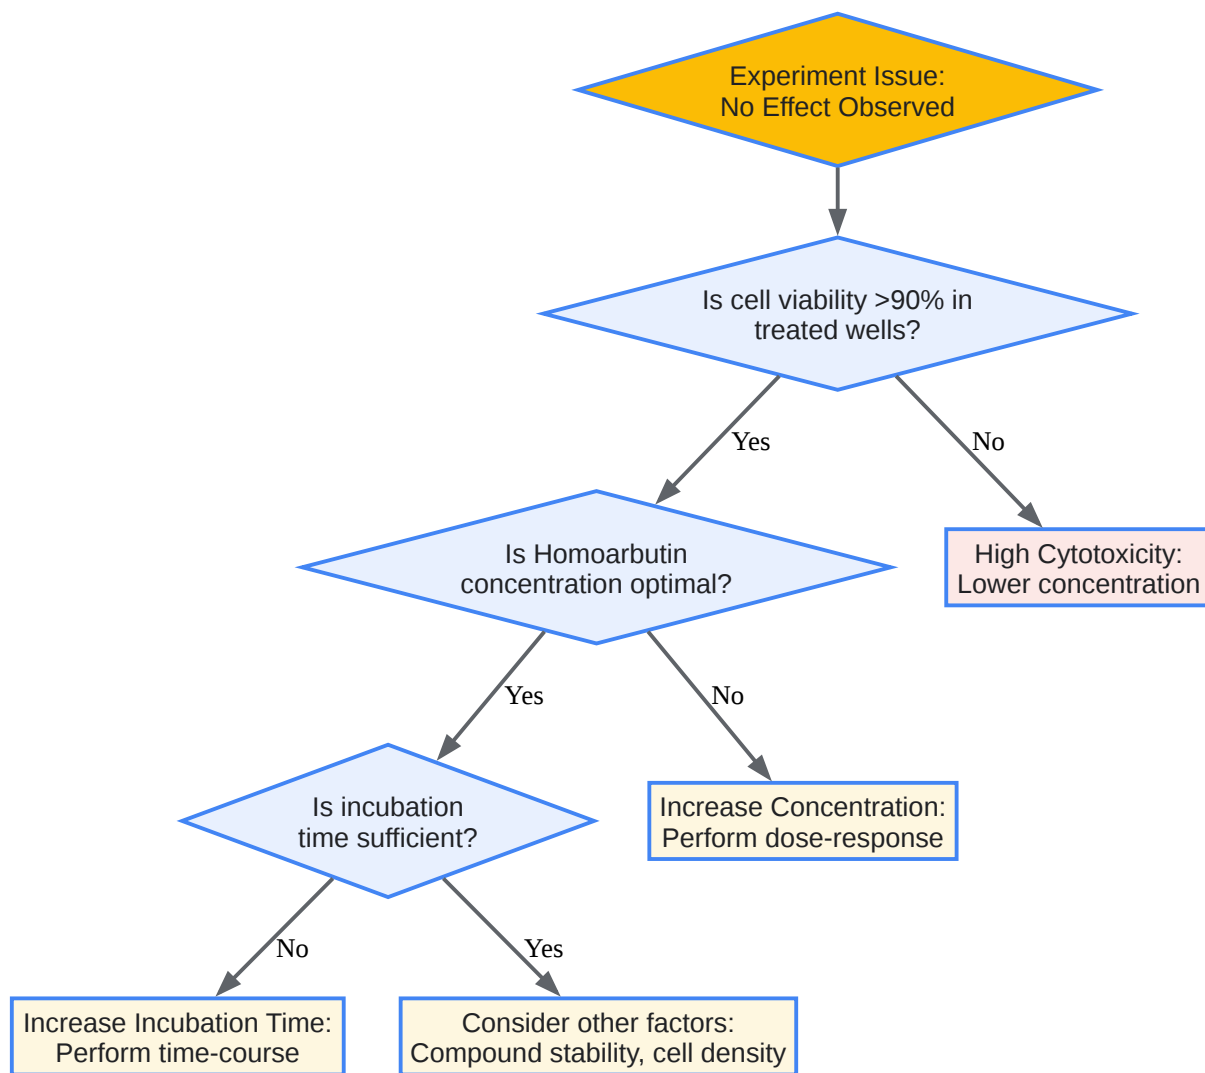 Experiment Issue:
No Effect Observed
Is cell viability >90% in
treated wells?
Yes
No
Is Homoarbutin
concentration optimal?
High Cytotoxicity:
Lower concentration
Yes
No
Is incubation
time sufficient?
Increase Concentration:
Perform dose-response
No
Yes
Increase Incubation Time:
Perform time-course
Consider other factors:
Compound stability, cell density